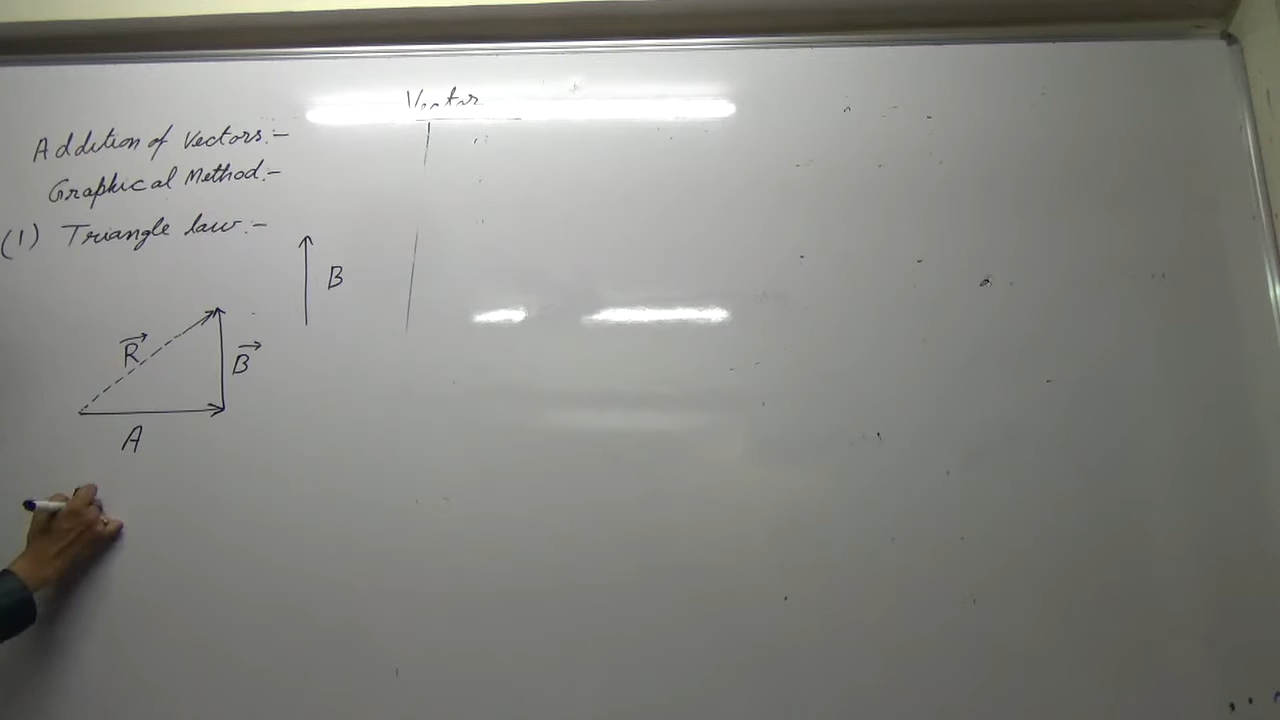 Vector
Addition of Vectors:-
Graphical Method:-
(1) Triangle law:-
B
R⃗
B⃗
A